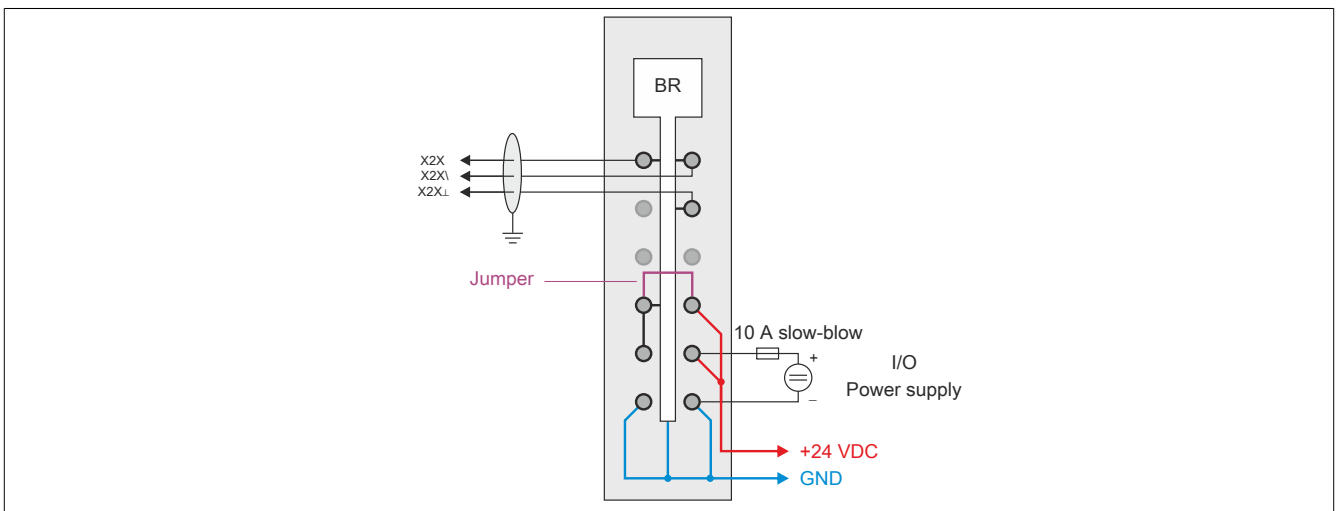 BR
X2X
X2X\
X2X⊥
Jumper
10 A slow-blow
+
I/O
Power supply
–
+24 VDC
GND